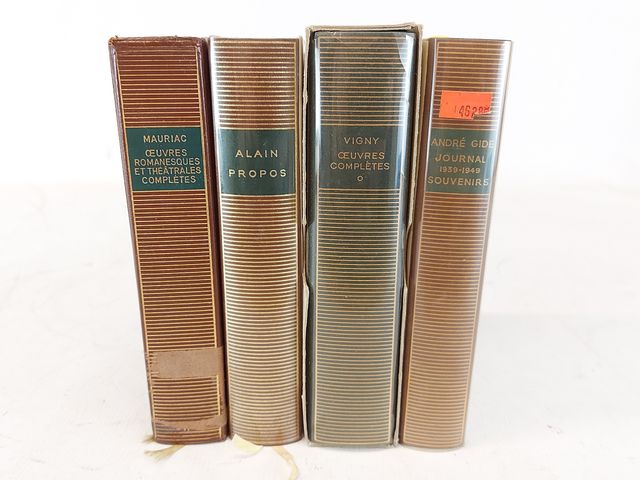 MAURIAC
ŒUVRES
ROMANESQUES
ET THÉÂTRALES
COMPLÈTES
ALAIN
PROPOS
VIGNY
ŒUVRES
COMPLÈTES
ANDRÉ GIDE
JOURNAL
1939-1949
SOUVENIRS